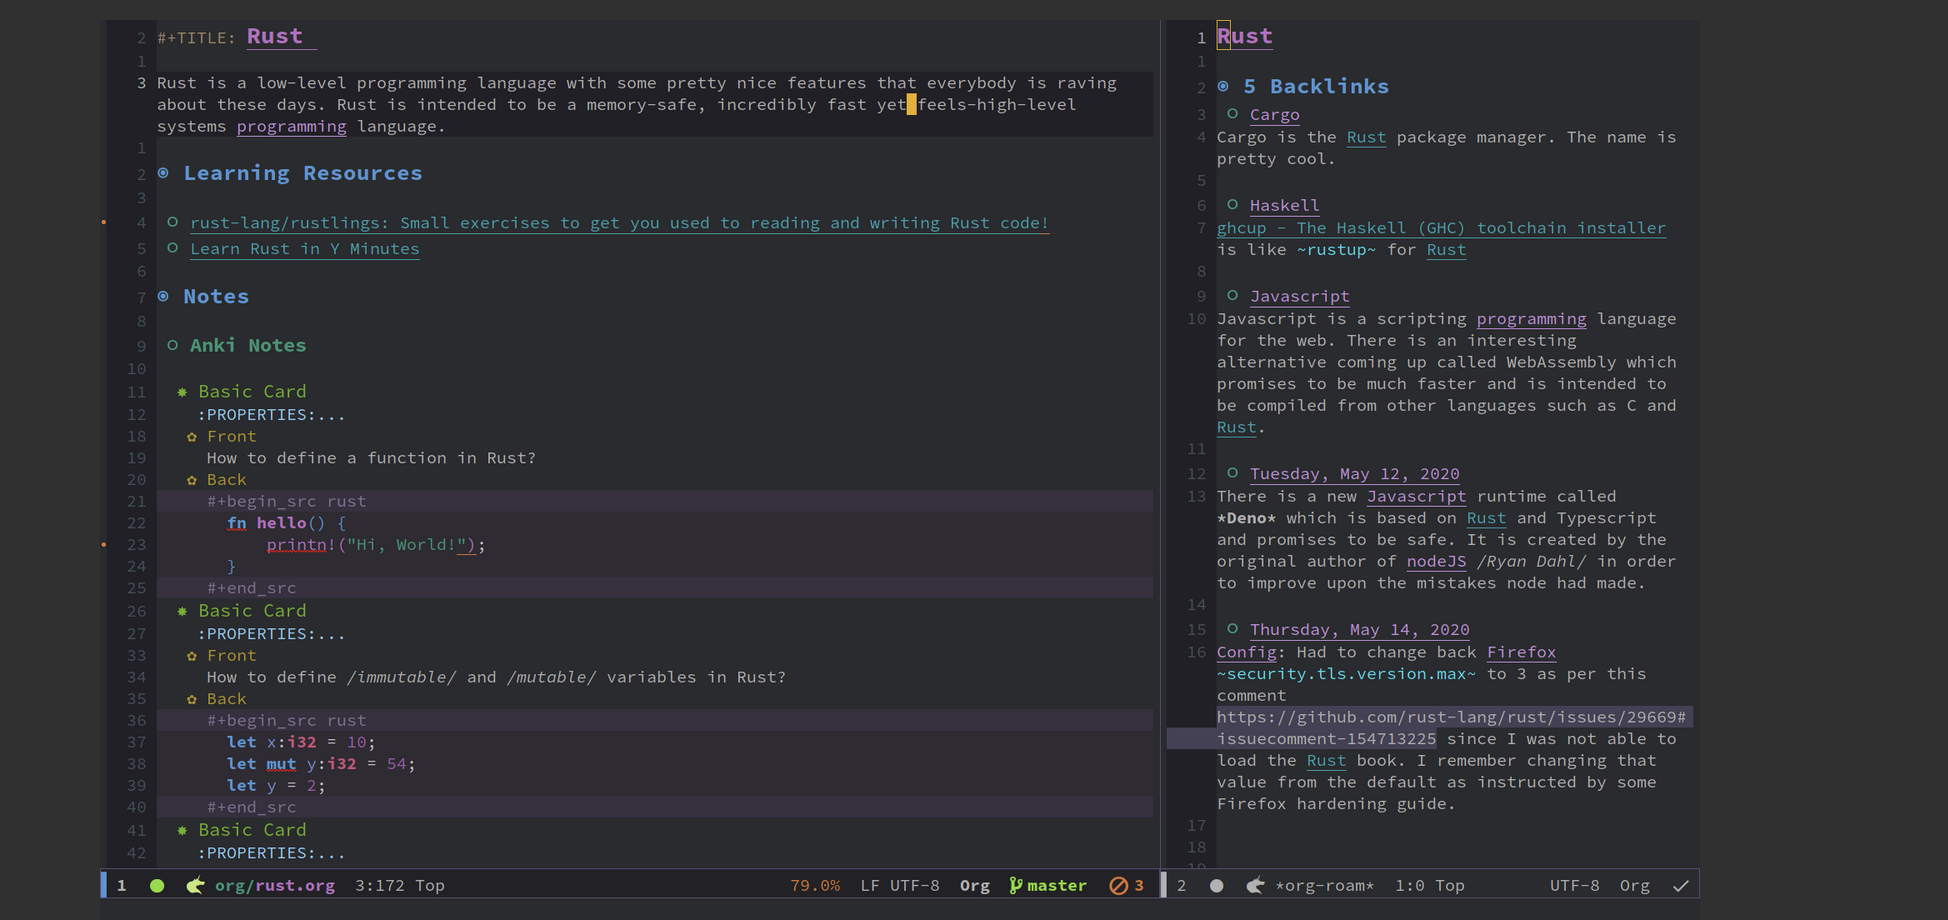 2 #+TITLE: Rust
1
3 Rust is a low-level programming language with some pretty nice features that everybody is raving
about these days. Rust is intended to be a memory-safe, incredibly fast yet feels-high-level
systems programming language.
1
2 Learning Resources
3
4 rust-lang/rustlings: Small exercises to get you used to reading and writing Rust code!
5 Learn Rust in Y Minutes
6
7 Notes
8
9 Anki Notes
10
11 Basic Card
12 :PROPERTIES:...
18 Front
19 How to define a function in Rust?
20 Back
21 #+begin_src rust
22 fn hello() {
23 printn!("Hi, World!");
24 }
25 #+end_src
26 Basic Card
27 :PROPERTIES:...
33 Front
34 How to define /immutable/ and /mutable/ variables in Rust?
35 Back
36 #+begin_src rust
37 let x:i32 = 10;
38 let mut y:i32 = 54;
39 let y = 2;
40 #+end_src
41 Basic Card
42 :PROPERTIES:...
1 org/rust.org 3:172 Top 79.0% LF UTF-8 Org master 3
1 Rust
1
2 5 Backlinks
3 Cargo
4 Cargo is the Rust package manager. The name is
pretty cool.
5
6 Haskell
7 ghcup - The Haskell (GHC) toolchain installer
is like ~rustup~ for Rust
8
9 Javascript
10 Javascript is a scripting programming language
for the web. There is an interesting
alternative coming up called WebAssembly which
promises to be much faster and is intended to
be compiled from other languages such as C and
Rust.
11
12 Tuesday, May 12, 2020
13 There is a new Javascript runtime called
*Deno* which is based on Rust and Typescript
and promises to be safe. It is created by the
original author of nodeJS /Ryan Dahl/ in order
to improve upon the mistakes node had made.
14
15 Thursday, May 14, 2020
16 Config: Had to change back Firefox
~security.tls.version.max~ to 3 as per this
comment
https://github.com/rust-lang/rust/issues/29669#
issuecomment-154713225 since I was not able to
load the Rust book. I remember changing that
value from the default as instructed by some
Firefox hardening guide.
17
18
19
2 *org-roam* 1:0 Top UTF-8 Org